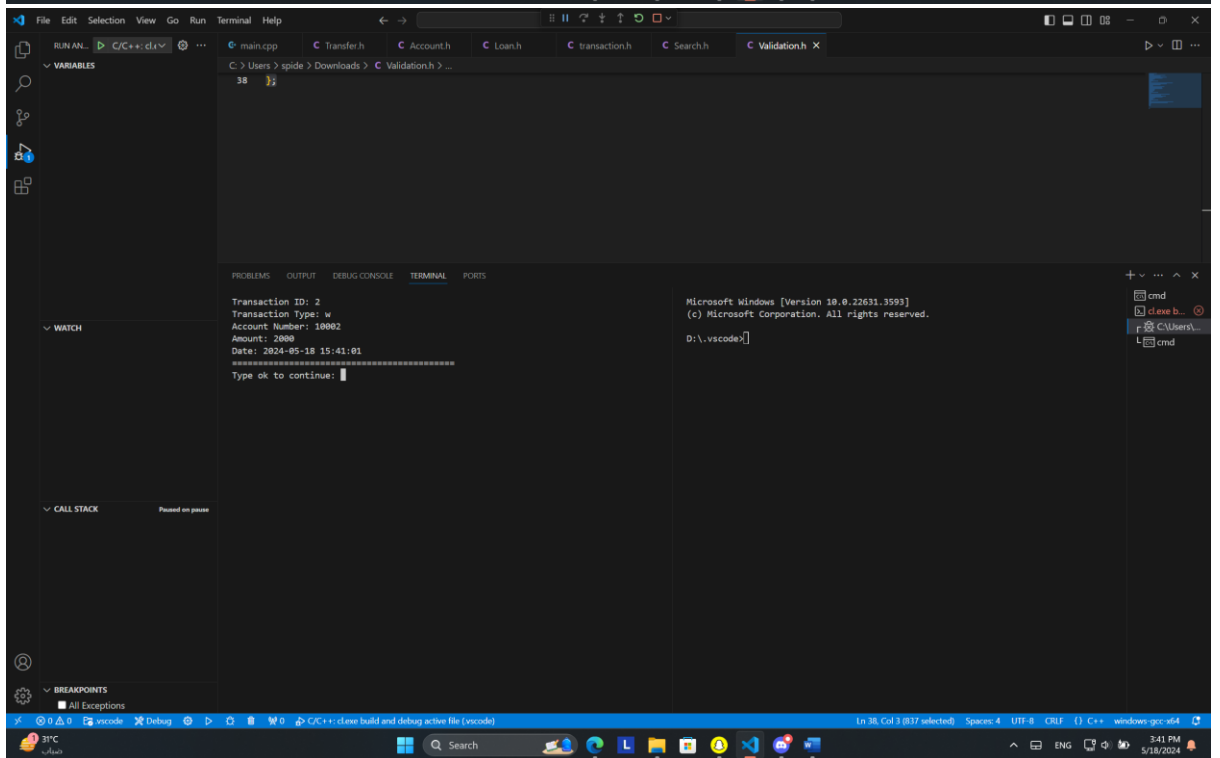 File Edit Selection View Go Run Terminal Help
RUN AN... C/C++: cl.e
main.cpp
Transfer.h
Account.h
Loan.h
transaction.h
Search.h
Validation.h
VARIABLES
C: > Users > spide > Downloads > C Validation.h > ...
38 };
PROBLEMS OUTPUT DEBUG CONSOLE TERMINAL PORTS
Transaction ID: 2
Transaction Type: w
Account Number: 10002
Amount: 2000
Date: 2024-05-18 15:41:01
===========================================
Type ok to continue:
Microsoft Windows [Version 10.0.22631.3593]
(c) Microsoft Corporation. All rights reserved.
D:\.vscode>
cmd
cl.exe b...
C:\Users\...
cmd
WATCH
CALL STACK Paused on pause
BREAKPOINTS
All Exceptions
0 0 .vscode Debug 0 C/C++: cl.exe build and debug active file (.vscode)
Ln 38, Col 3 (837 selected) Spaces: 4 UTF-8 CRLF {} C++ windows-gcc-x64
31°C
ضباب
Search
ENG
3:41 PM
5/18/2024